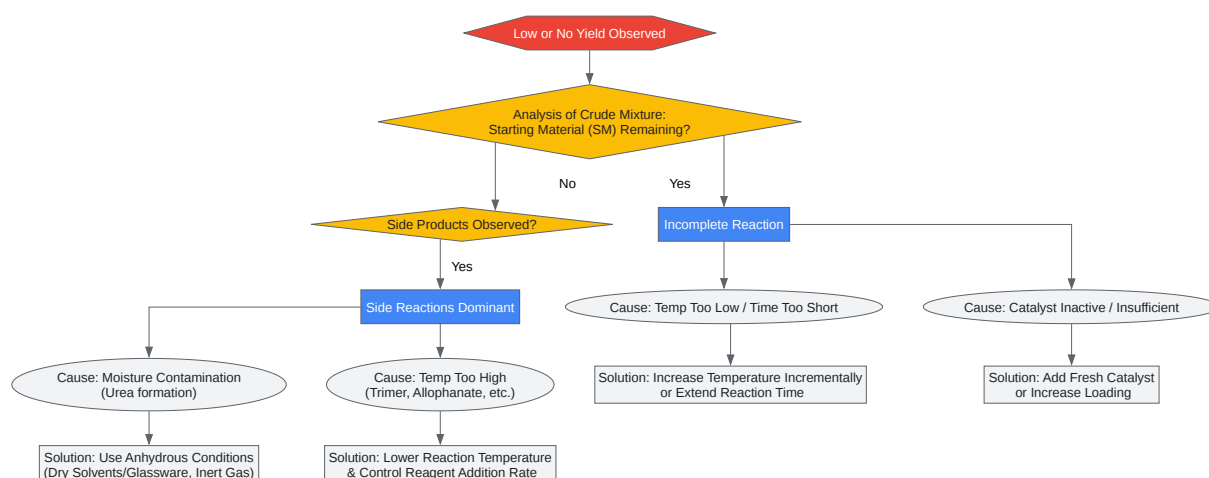 Low or No Yield Observed
Analysis of Crude Mixture:
Starting Material (SM) Remaining?
No
Yes
Side Products Observed?
Incomplete Reaction
Yes
Side Reactions Dominant
Cause: Temp Too Low / Time Too Short
Cause: Catalyst Inactive / Insufficient
Cause: Moisture Contamination
(Urea formation)
Cause: Temp Too High
(Trimer, Allophanate, etc.)
Solution: Increase Temperature Incrementally
or Extend Reaction Time
Solution: Add Fresh Catalyst
or Increase Loading
Solution: Use Anhydrous Conditions
(Dry Solvents/Glassware, Inert Gas)
Solution: Lower Reaction Temperature
& Control Reagent Addition Rate